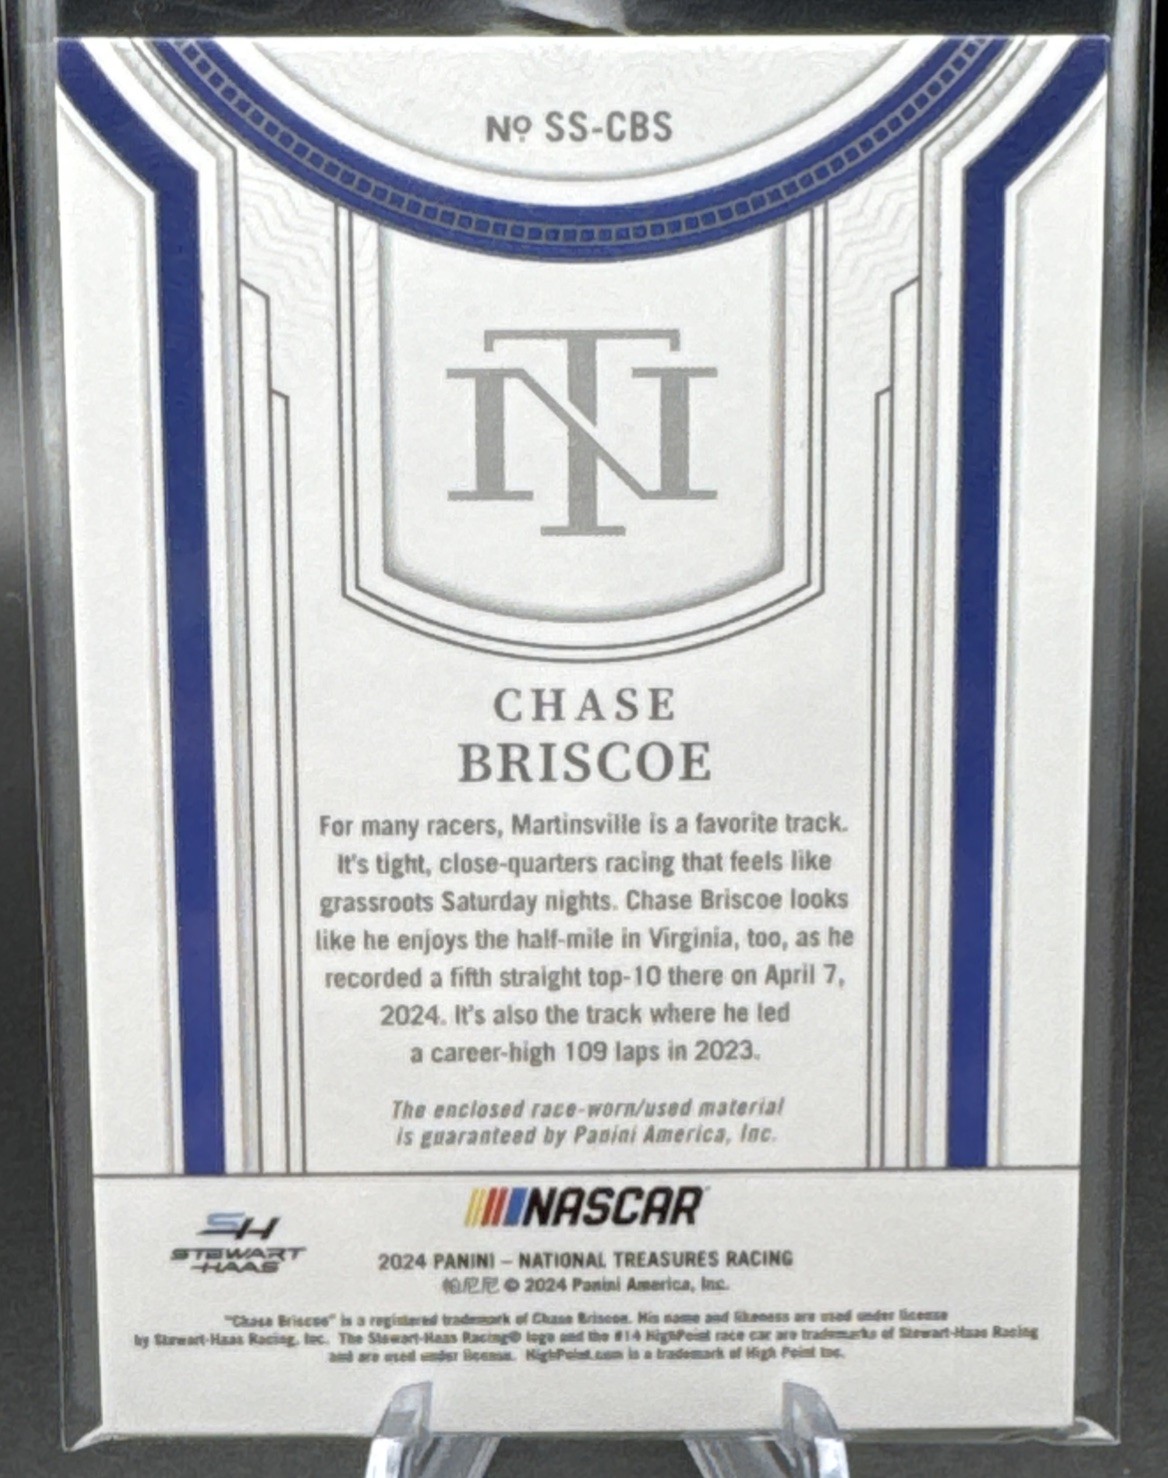 Nº SS-CBS
NT
CHASE
BRISCOE
For many racers, Martinsville is a favorite track.
It's tight, close-quarters racing that feels like
grassroots Saturday nights. Chase Briscoe looks
like he enjoys the half-mile in Virginia, too, as he
recorded a fifth straight top-10 there on April 7,
2024. It's also the track where he led
a career-high 109 laps in 2023.
The enclosed race-worn/used material
is guaranteed by Panini America, Inc.
NASCAR
SH
STEWART
HAAS
2024 PANINI – NATIONAL TREASURES RACING
帕尼尼 © 2024 Panini America, Inc.
"Chase Briscoe" is a registered trademark of Chase Briscoe. His name and likeness are used under license
by Stewart-Haas Racing, Inc. The Stewart-Haas Racing® logo and the #14 HighPoint race car are trademarks of Stewart-Haas Racing
and are used under license. HighPoint.com is a trademark of High Point Inc.